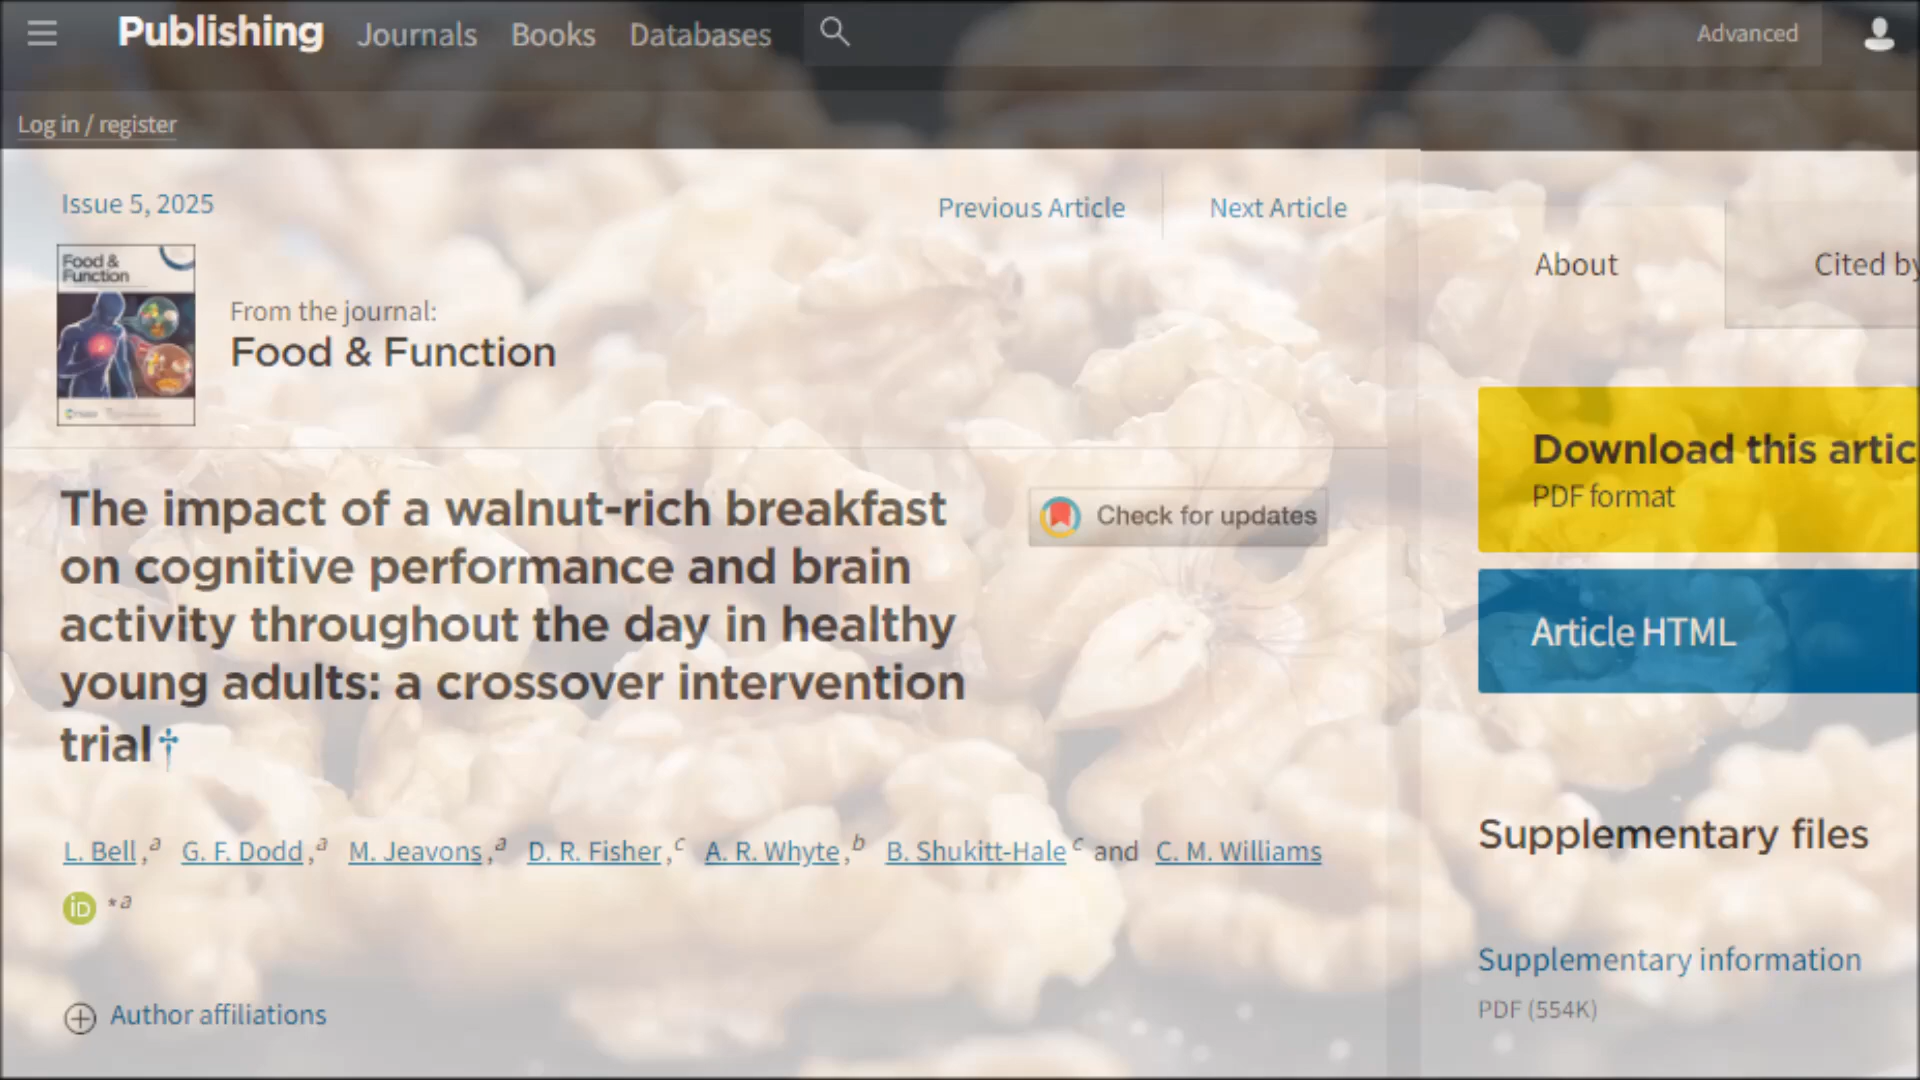 Publishing Journals Books Databases Advanced
Log in / register
Issue 5, 2025
Previous Article Next Article
About Cited by
Food &
Function
From the journal:
Food & Function
Download this artic
PDF format
The impact of a walnut-rich breakfast
on cognitive performance and brain
activity throughout the day in healthy
young adults: a crossover intervention
trial†
Check for updates
Article HTML
L. Bell,a G. F. Dodd,a M. Jeavons,a D. R. Fisher,c A. R. Whyte,b B. Shukitt-Hale c and C. M. Williams
iD *a
Author affiliations
Supplementary files
Supplementary information
PDF (554K)